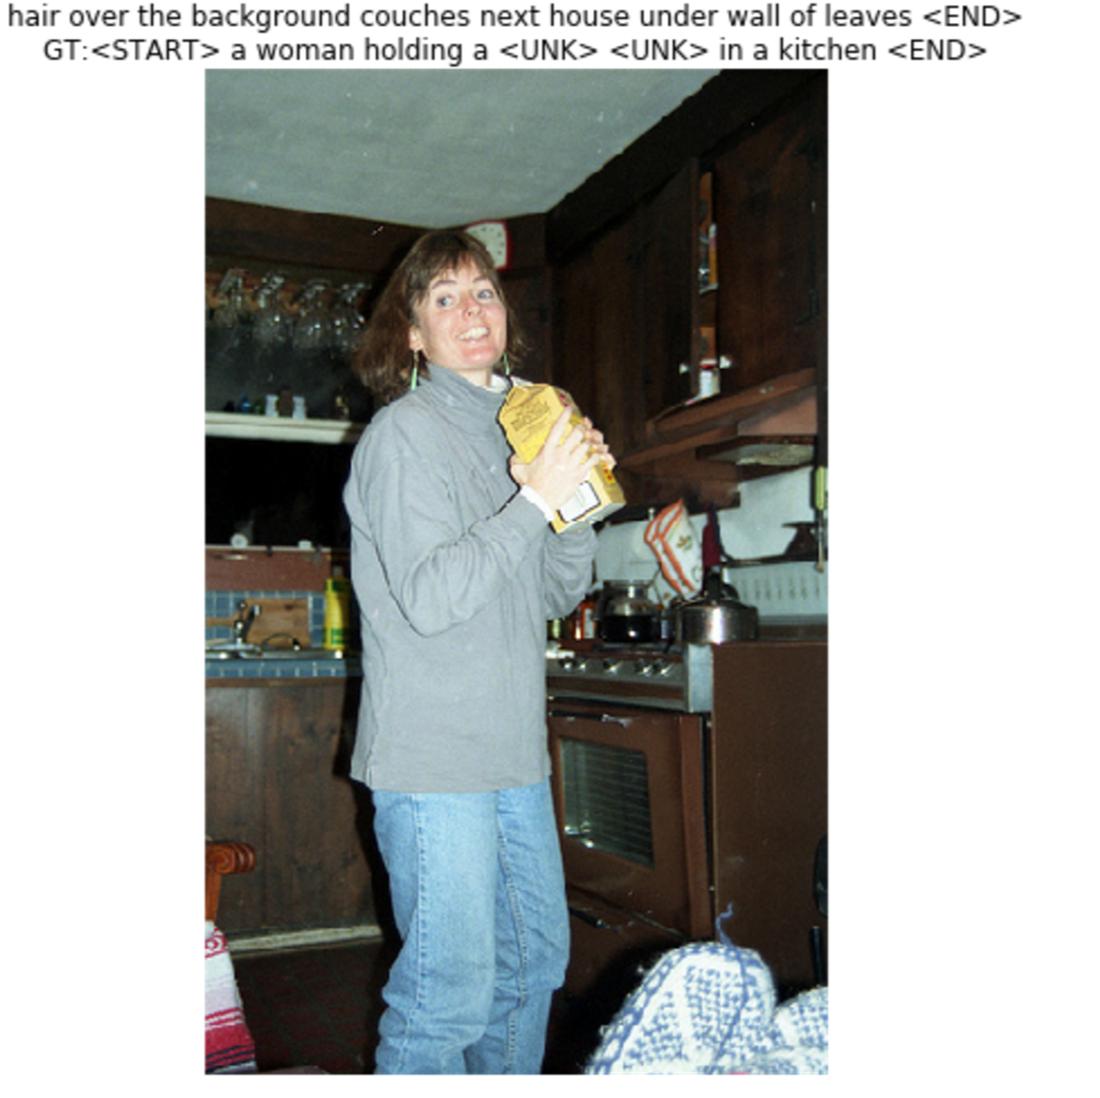 hair over the background couches next house under wall of leaves <END>
GT:<START> a woman holding a <UNK> <UNK> in a kitchen <END>